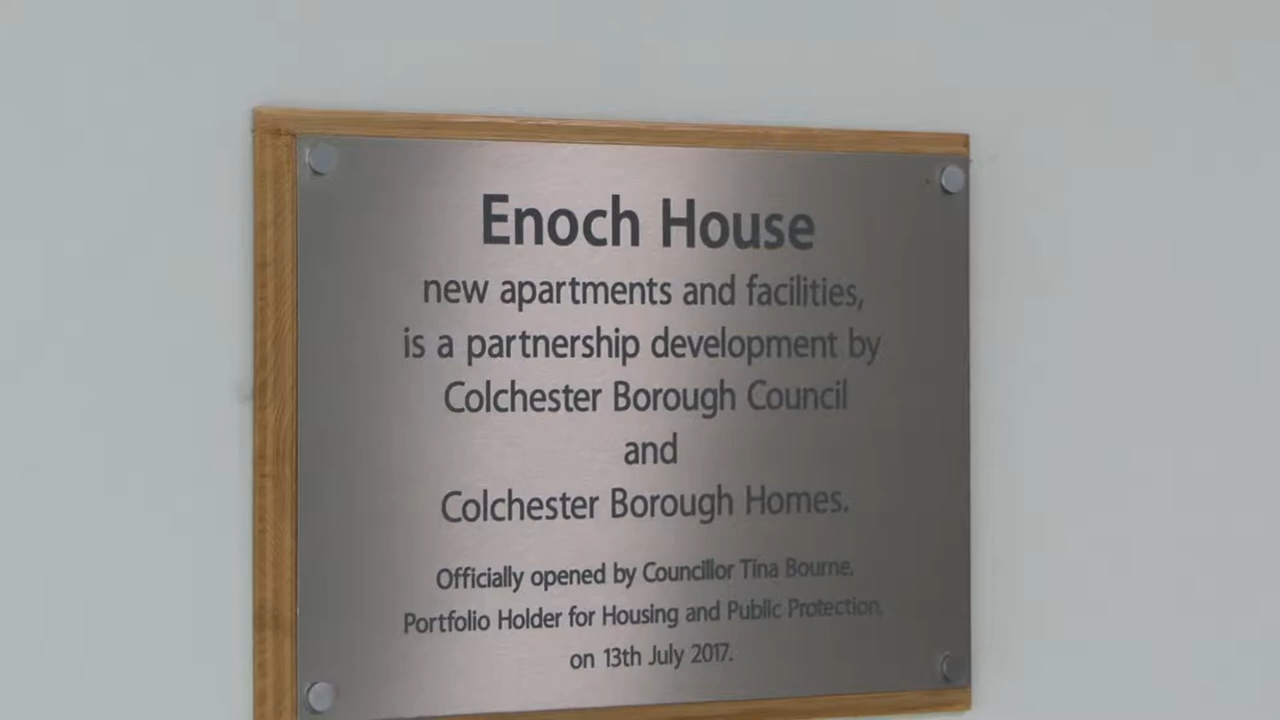 Enoch House
new apartments and facilities,
is a partnership development by
Colchester Borough Council
and
Colchester Borough Homes.
Officially opened by Councillor Tina Bourne,
Portfolio Holder for Housing and Public Protection,
on 13th July 2017.